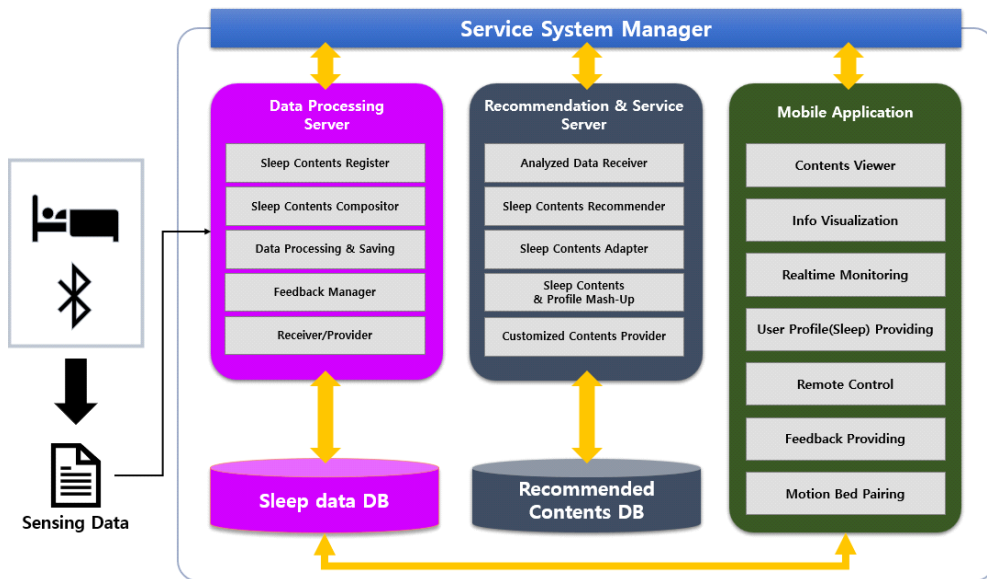 Service System Manager
Data Processing
Server
Sleep Contents Register
Sleep Contents Compositor
Data Processing & Saving
Feedback Manager
Receiver/Provider
Recommendation & Service
Server
Analyzed Data Receiver
Sleep Contents Recommender
Sleep Contents Adapter
Sleep Contents
& Profile Mash-Up
Customized Contents Provider
Mobile Application
Contents Viewer
Info Visualization
Realtime Monitoring
User Profile(Sleep) Providing
Remote Control
Feedback Providing
Motion Bed Pairing
Sensing Data
Sleep data DB
Recommended
Contents DB